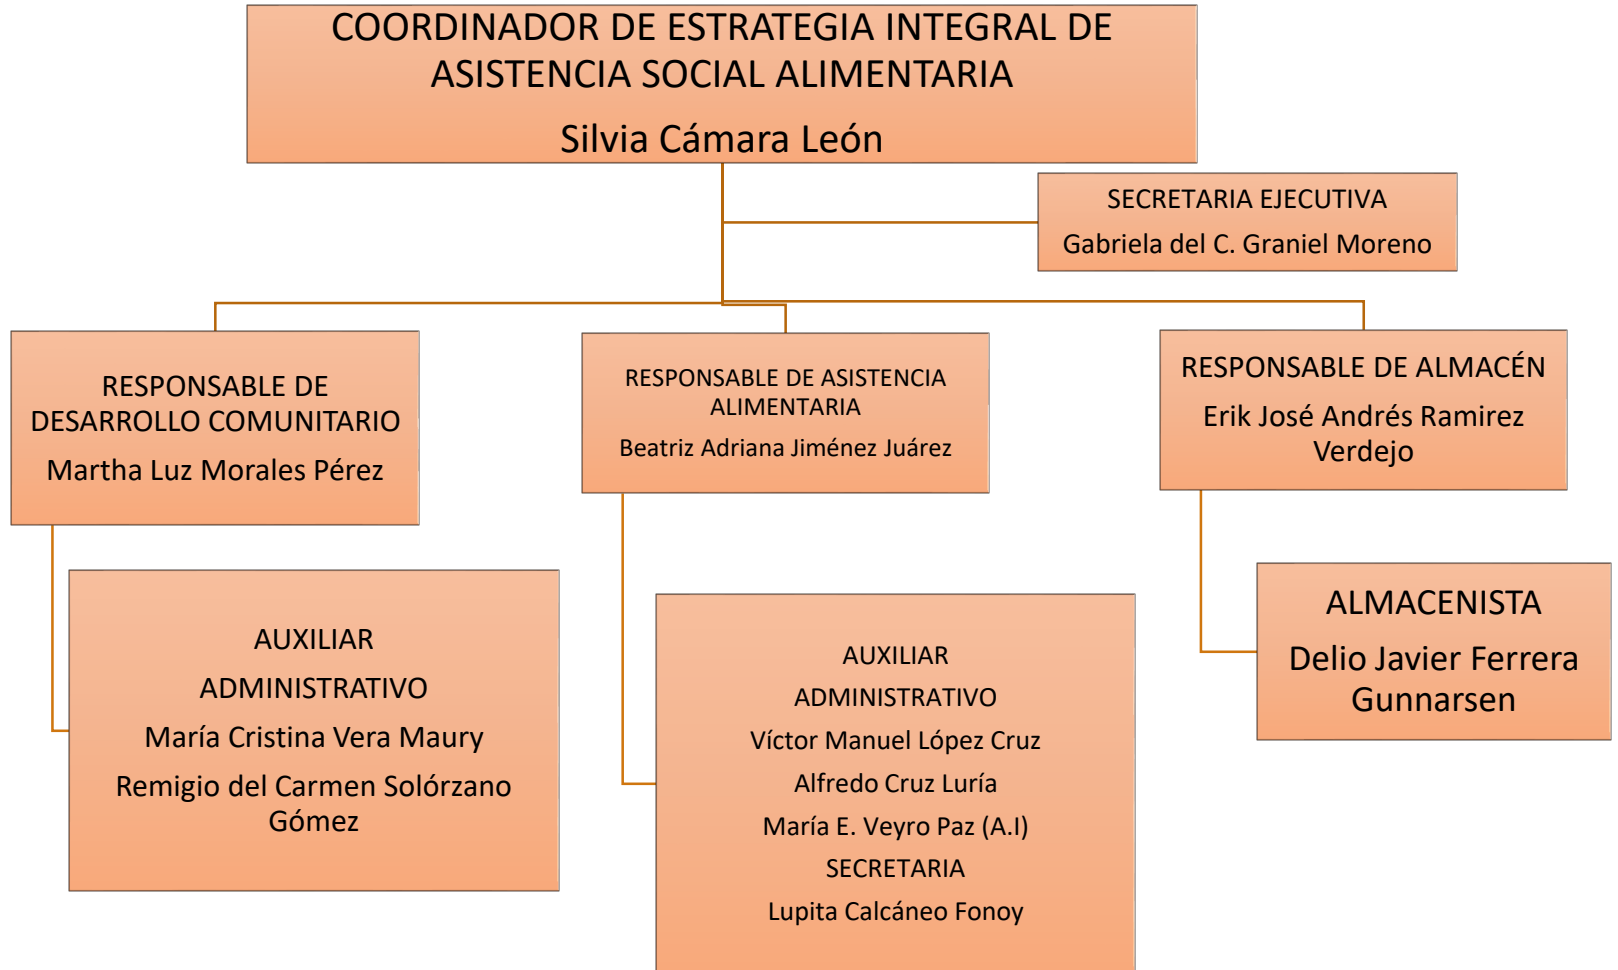 COORDINADOR DE ESTRATEGIA INTEGRAL DE
ASISTENCIA SOCIAL ALIMENTARIA
Silvia Cámara León
SECRETARIA EJECUTIVA
Gabriela del C. Graniel Moreno
RESPONSABLE DE
DESARROLLO COMUNITARIO
Martha Luz Morales Pérez
RESPONSABLE DE ASISTENCIA
ALIMENTARIA
Beatriz Adriana Jiménez Juárez
RESPONSABLE DE ALMACÉN
Erik José Andrés Ramirez
Verdejo
AUXILIAR
ADMINISTRATIVO
María Cristina Vera Maury
Remigio del Carmen Solórzano
Gómez
AUXILIAR
ADMINISTRATIVO
Víctor Manuel López Cruz
Alfredo Cruz Luría
María E. Veyro Paz (A.I)
SECRETARIA
Lupita Calcáneo Fonoy
ALMACENISTA
Delio Javier Ferrera
Gunnarsen